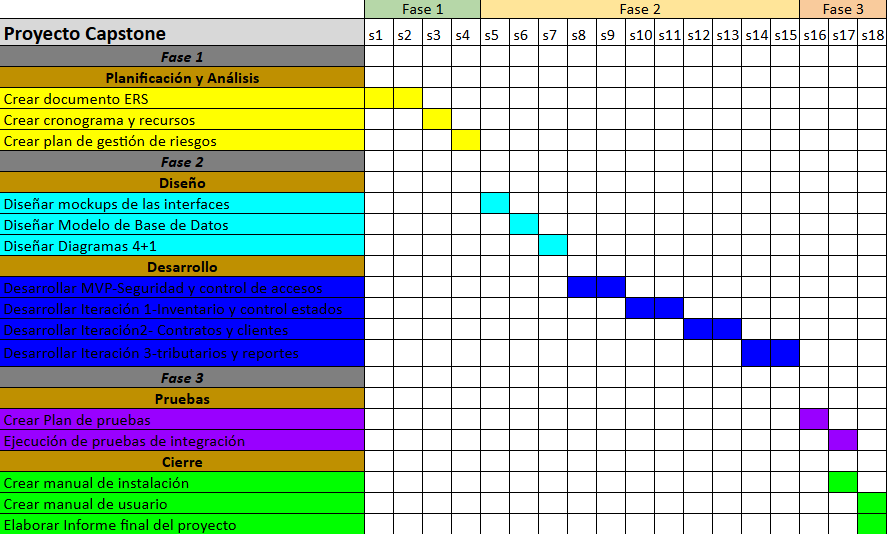 Fase 1 Fase 2 Fase 3
Proyecto Capstone s1 s2 s3 s4 s5 s6 s7 s8 s9 s10 s11 s12 s13 s14 s15 s16 s17 s18
Fase 1
Planificación y Análisis
Crear documento ERS
Crear cronograma y recursos
Crear plan de gestión de riesgos
Fase 2
Diseño
Diseñar mockups de las interfaces
Diseñar Modelo de Base de Datos
Diseñar Diagramas 4+1
Desarrollo
Desarrollar MVP-Seguridad y control de accesos
Desarrollar Iteración 1-Inventario y control estados
Desarrollar Iteración2- Contratos y clientes
Desarrollar Iteración 3-tributarios y reportes
Fase 3
Pruebas
Crear Plan de pruebas
Ejecución de pruebas de integración
Cierre
Crear manual de instalación
Crear manual de usuario
Elaborar Informe final del proyecto